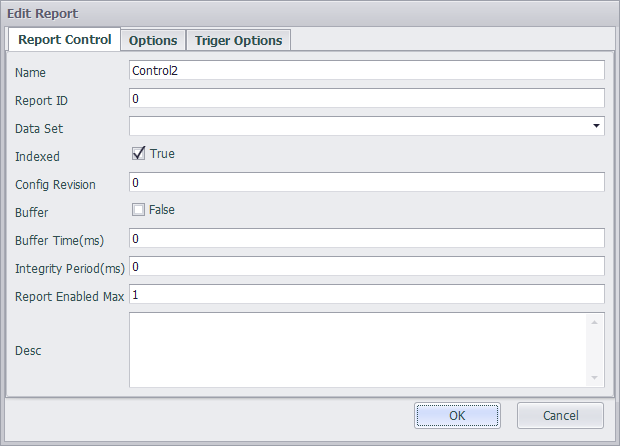 Edit Report
Report Control Options Triger Options
Name Control2
Report ID 0
Data Set
Indexed True
Config Revision 0
Buffer False
Buffer Time(ms) 0
Integrity Period(ms) 0
Report Enabled Max 1
Desc
OK Cancel